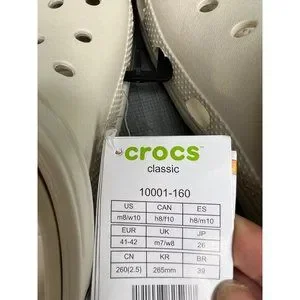 crocs™
classic
10001-160
US CAN ES
m8/w10 h8/f10 h8/m10
EUR UK JP
41-42 m7/w8 26
CN KR BR
260(2.5) 265mm 39